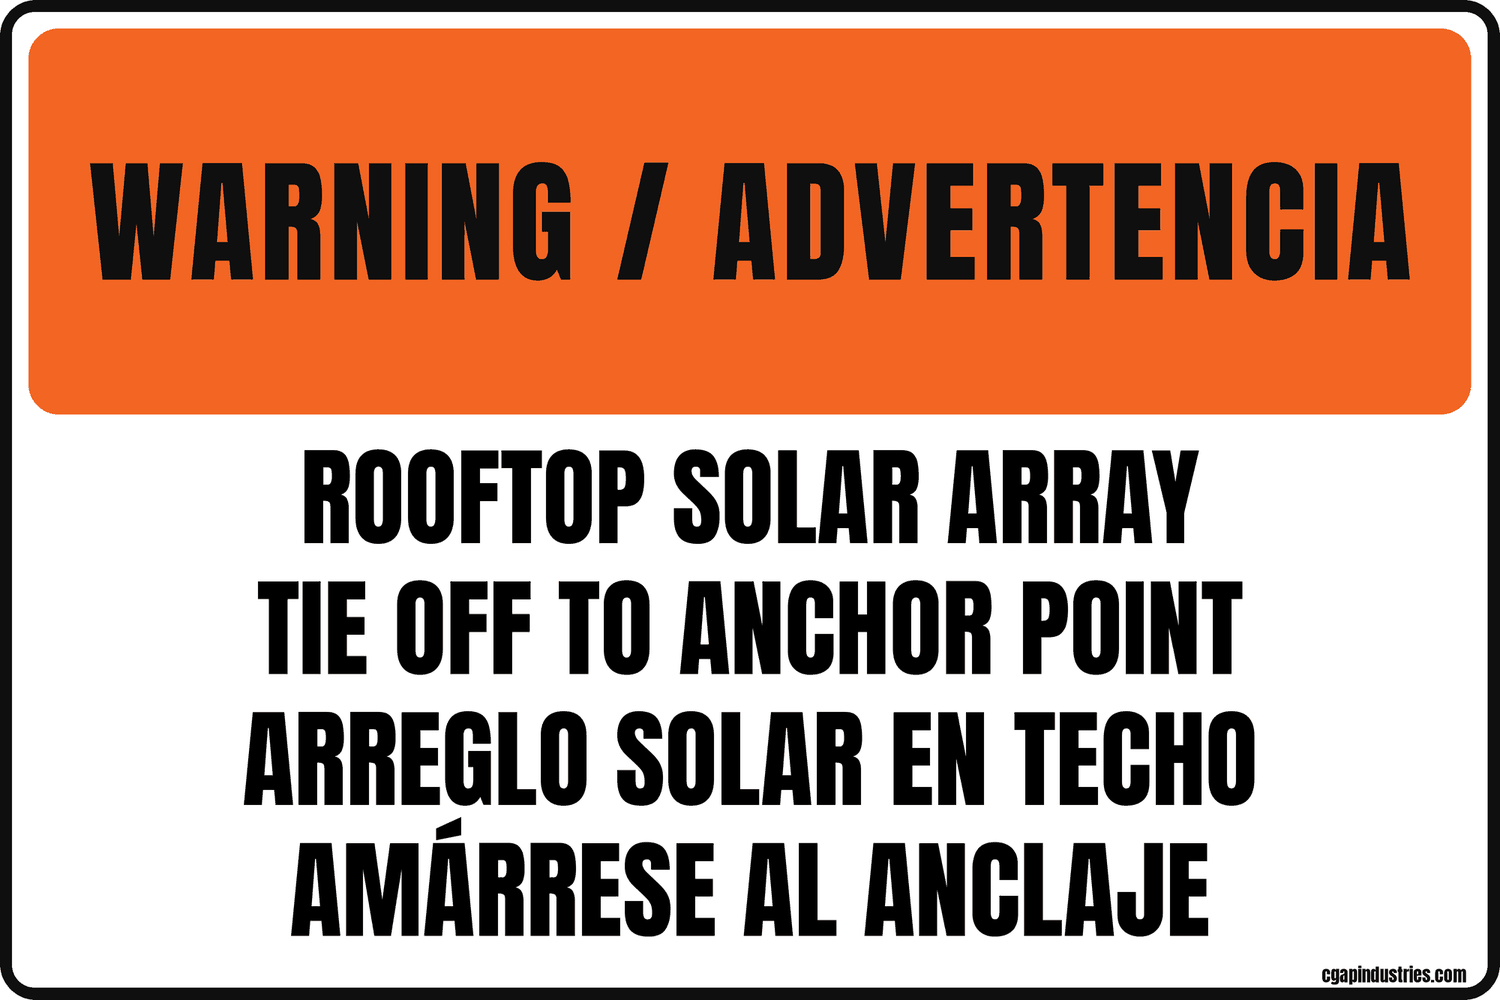 WARNING / ADVERTENCIA
ROOFTOP SOLAR ARRAY
TIE OFF TO ANCHOR POINT
ARREGLO SOLAR EN TECHO
AMÁRRESE AL ANCLAJE
cgapindustries.com